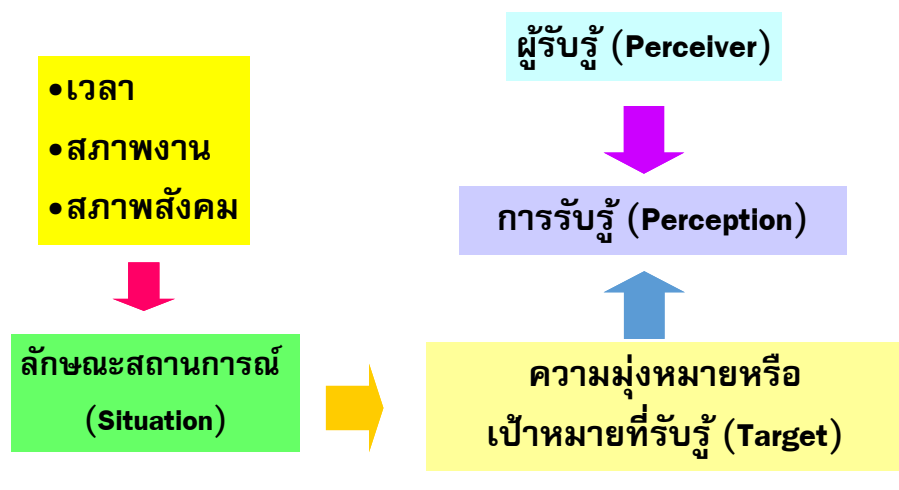 ผู้รับรู้ (Perceiver)
•เวลา
•สภาพงาน
•สภาพสังคม
การรับรู้ (Perception)
ลักษณะสถานการณ์
(Situation)
ความมุ่งหมายหรือ
เป้าหมายที่รับรู้ (Target)